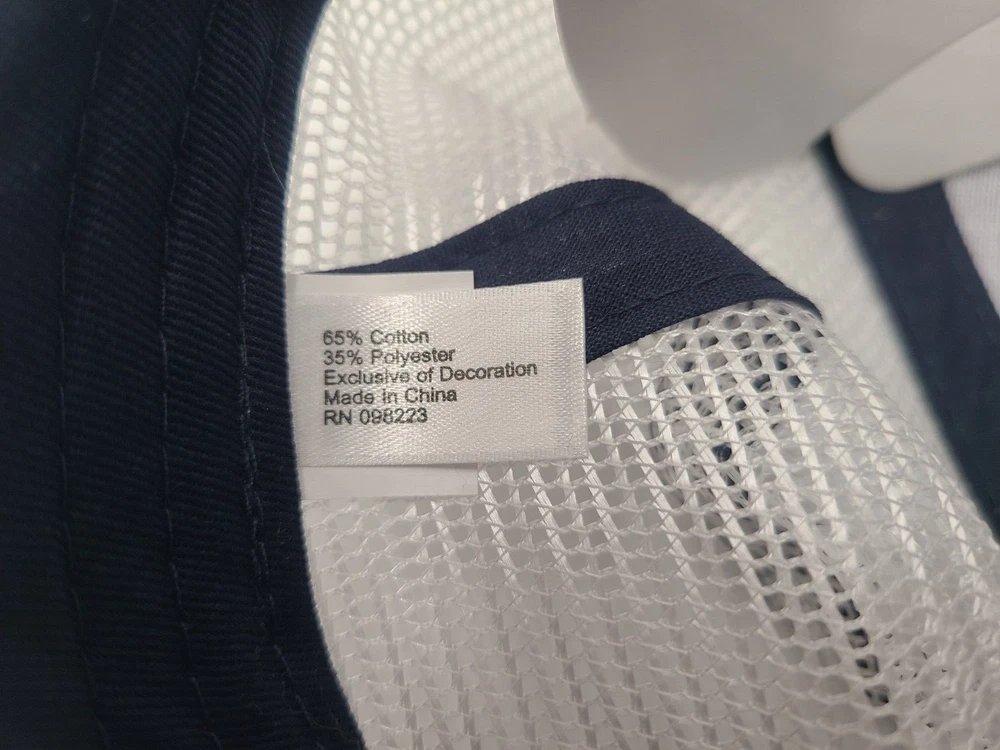 65% Cotton
35% Polyester
Exclusive of Decoration
Made In China
RN 098223